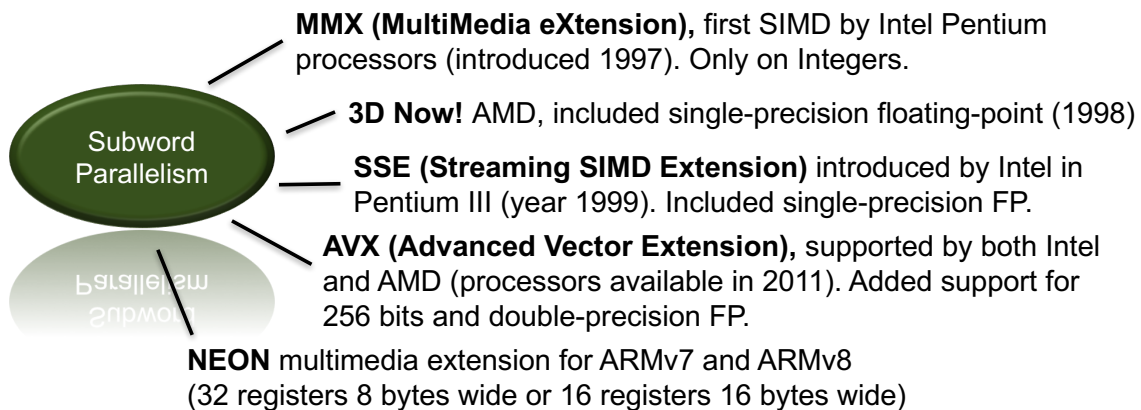 MMX (MultiMedia eXtension), first SIMD by Intel Pentium
processors (introduced 1997). Only on Integers.
3D Now! AMD, included single-precision floating-point (1998)
Subword
Parallelism
SSE (Streaming SIMD Extension) introduced by Intel in
Pentium III (year 1999). Included single-precision FP.
AVX (Advanced Vector Extension), supported by both Intel
and AMD (processors available in 2011). Added support for
256 bits and double-precision FP.
NEON multimedia extension for ARMv7 and ARMv8
(32 registers 8 bytes wide or 16 registers 16 bytes wide)